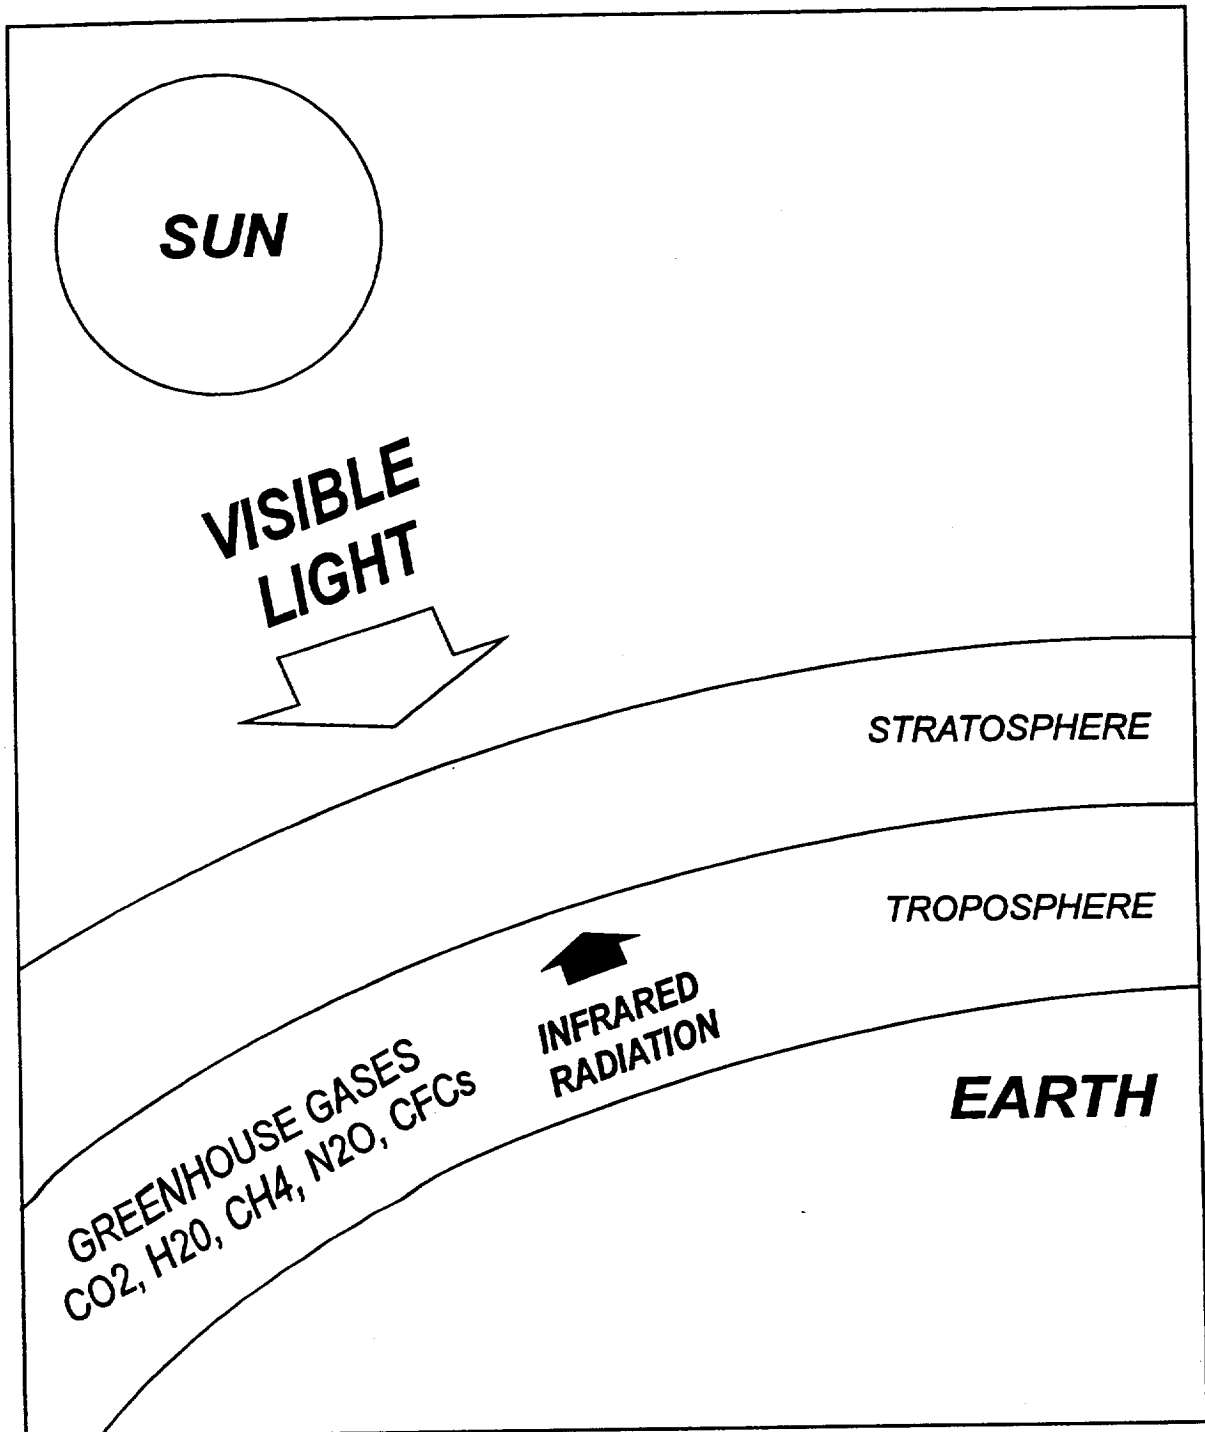 SUN
VISIBLE
LIGHT
STRATOSPHERE
TROPOSPHERE
INFRARED
RADIATION
EARTH
GREENHOUSE GASES
CO2, H20, CH4, N2O, CFCs